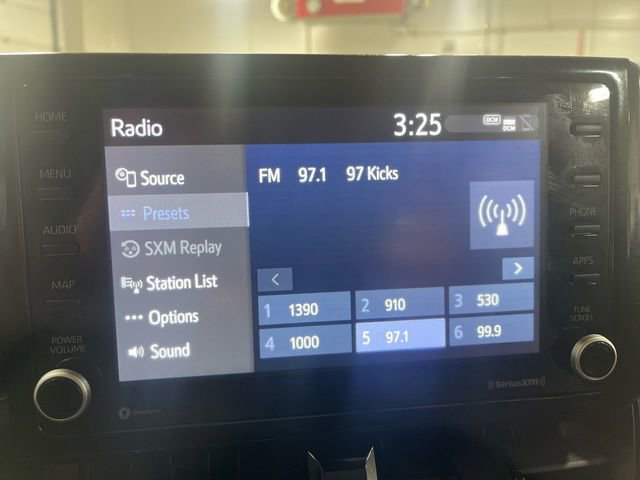 HOME
MENU
AUDIO
MAP
POWER
VOLUME
Radio
3:25
DCM
DCM
Source
Presets
SXM Replay
Station List
Options
Sound
FM 97.1 97 Kicks
<
>
1 1390
2 910
3 530
4 1000
5 97.1
6 99.9
TRACK
PHONE
APPS
TUNE
SCROLL
((SiriusXM))